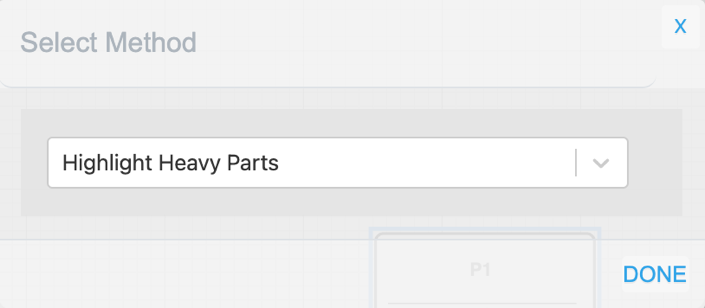 Select Method
X
Highlight Heavy Parts
P1
DONE